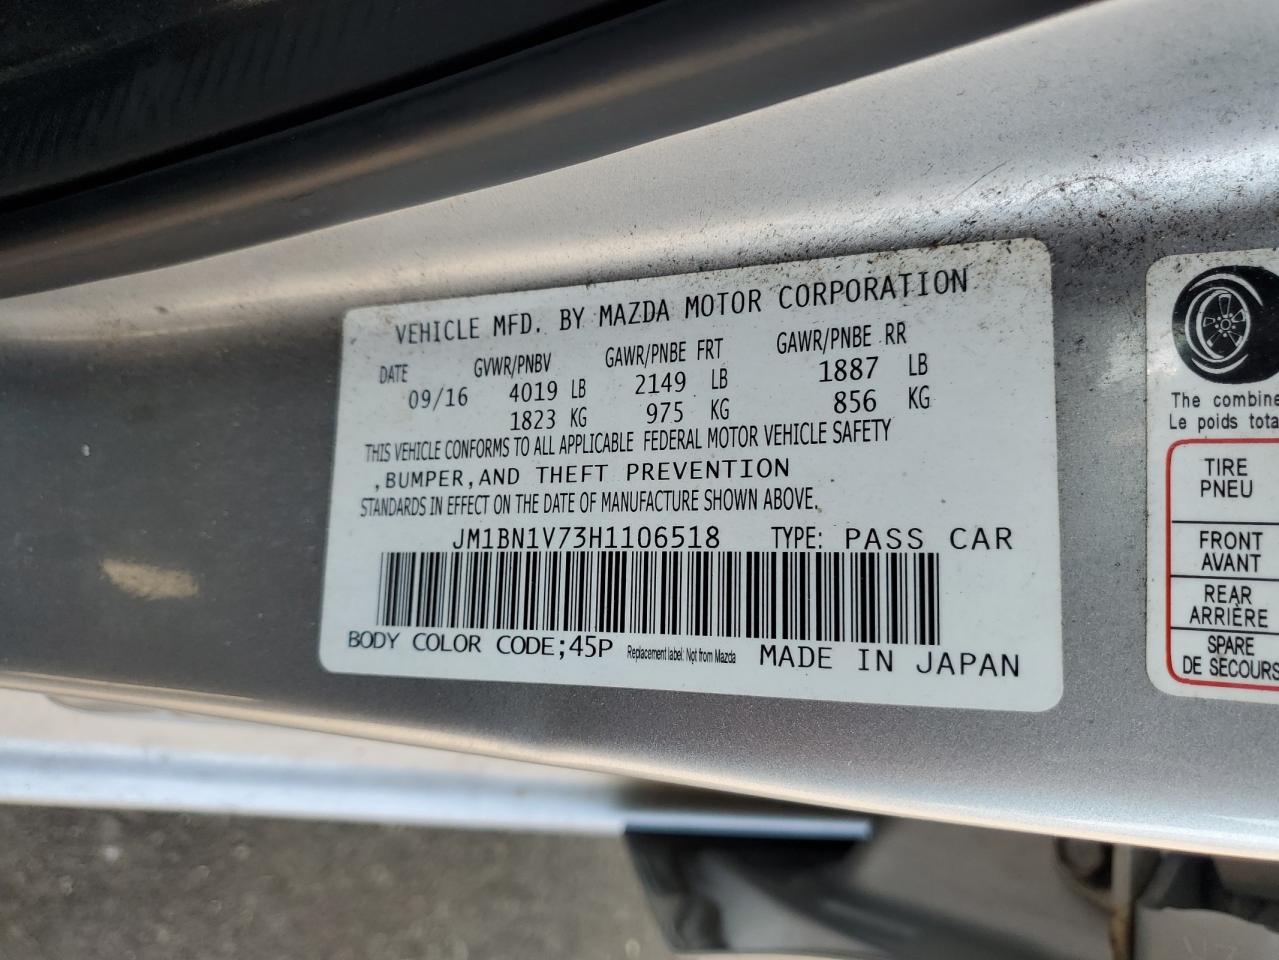 VEHICLE MFD. BY MAZDA MOTOR CORPORATION
DATE GVWR/PNBV GAWR/PNBE FRT GAWR/PNBE RR
09/16 4019 LB 2149 LB 1887 LB
1823 KG 975 KG 856 KG
THIS VEHICLE CONFORMS TO ALL APPLICABLE FEDERAL MOTOR VEHICLE SAFETY
,BUMPER,AND THEFT PREVENTION
STANDARDS IN EFFECT ON THE DATE OF MANUFACTURE SHOWN ABOVE.
JM1BN1V73H1106518 TYPE: PASS CAR
BODY COLOR CODE;45P Replacement label: Not from Mazda MADE IN JAPAN
The combine
Le poids tota
TIRE
PNEU
FRONT
AVANT
REAR
ARRIÈRE
SPARE
DE SECOURS